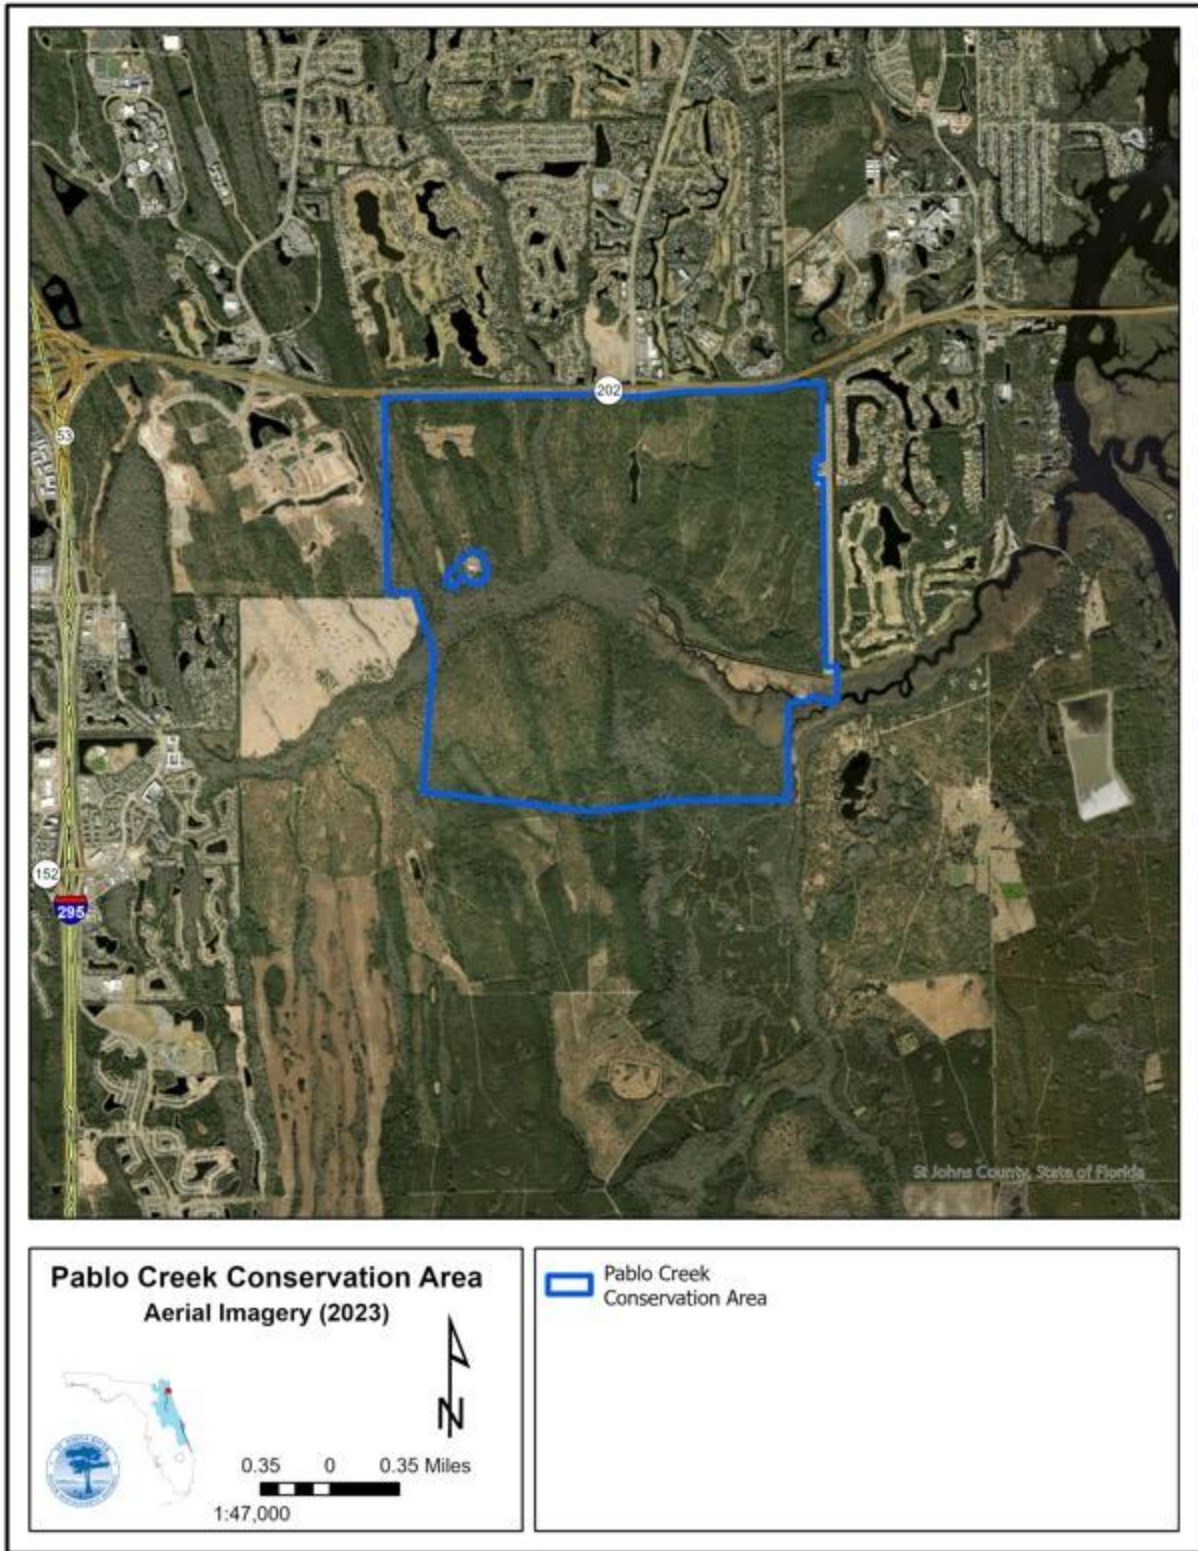 202
53
152
295
St Johns County, State of Florida
Pablo Creek Conservation Area
Aerial Imagery (2023)
N
0.35 0 0.35 Miles
1:47,000
Pablo Creek
Conservation Area